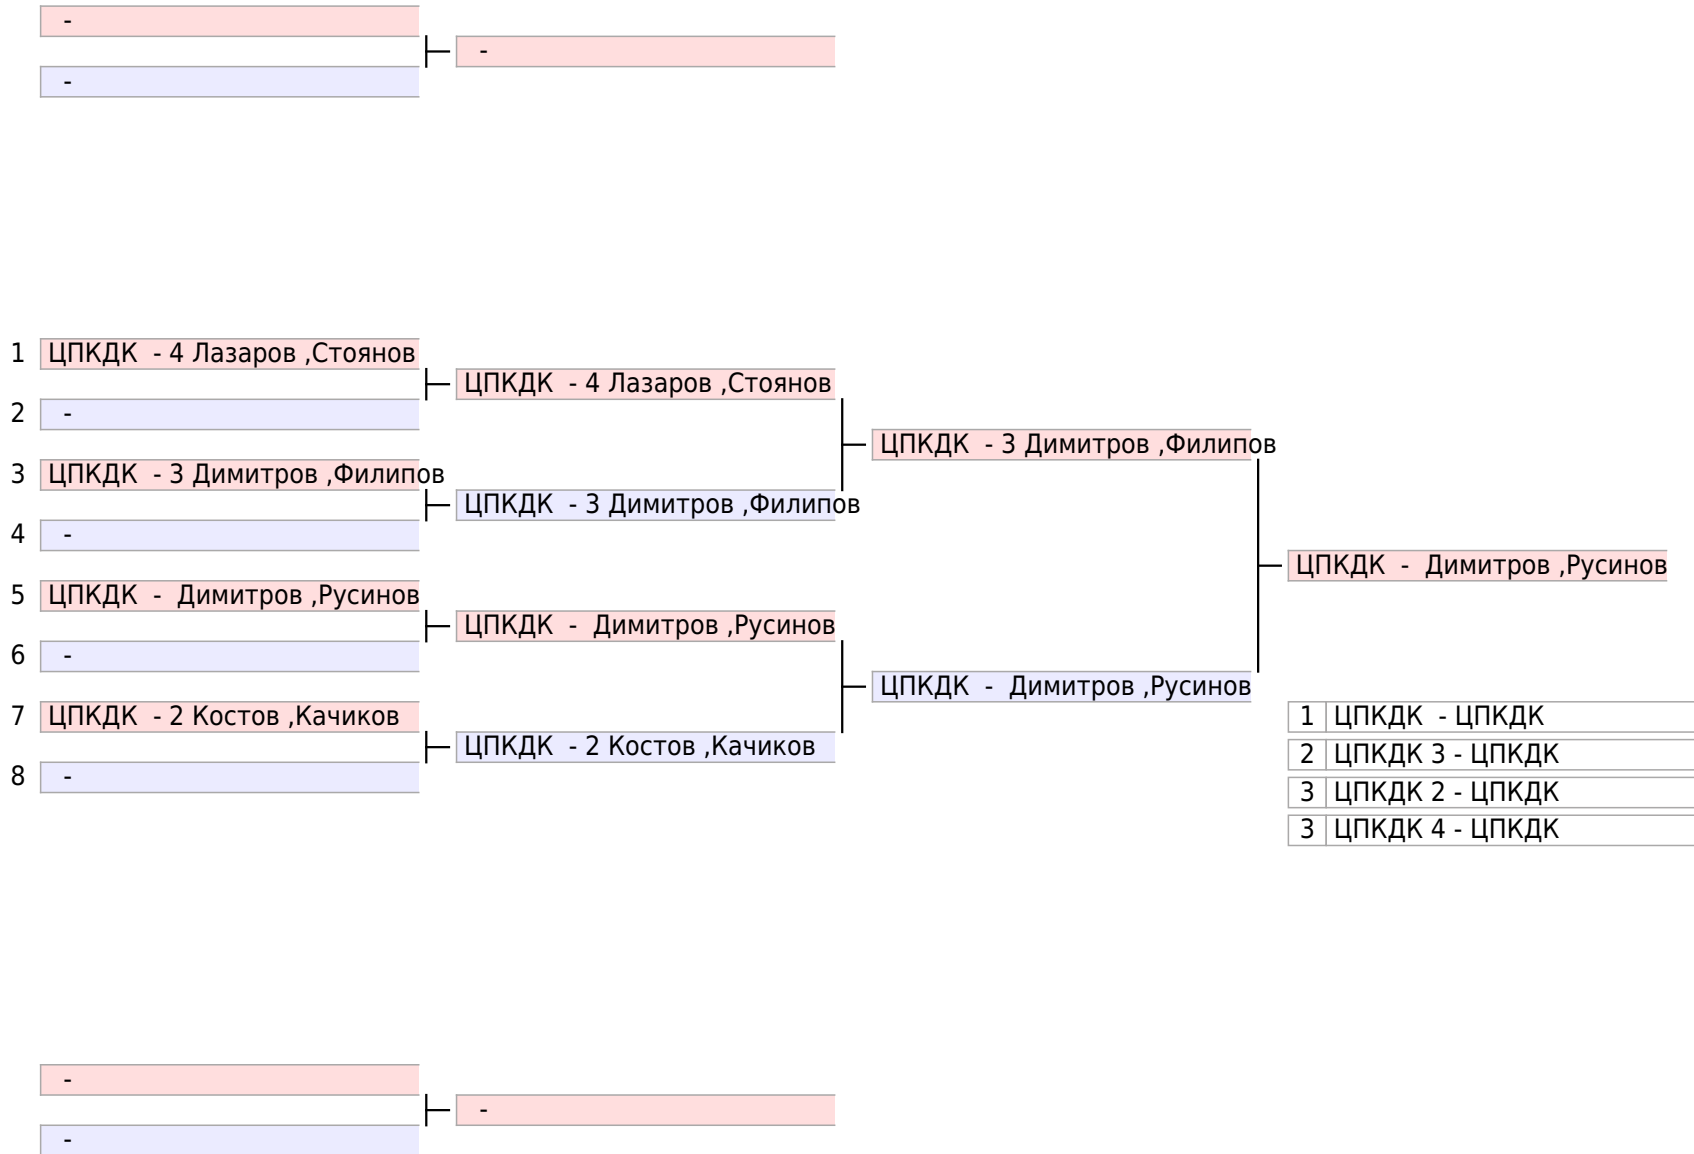 -
-
-
1 ЦПКДК - 4 Лазаров ,Стоянов
ЦПКДК - 4 Лазаров ,Стоянов
2 -
ЦПКДК - 3 Димитров ,Филипов
3 ЦПКДК - 3 Димитров ,Филипов
ЦПКДК - 3 Димитров ,Филипов
4 -
ЦПКДК - Димитров ,Русинов
5 ЦПКДК - Димитров ,Русинов
ЦПКДК - Димитров ,Русинов
6 -
ЦПКДК - Димитров ,Русинов
7 ЦПКДК - 2 Костов ,Качиков
ЦПКДК - 2 Костов ,Качиков
8 -
1 ЦПКДК - ЦПКДК
2 ЦПКДК 3 - ЦПКДК
3 ЦПКДК 2 - ЦПКДК
3 ЦПКДК 4 - ЦПКДК
-
-
-